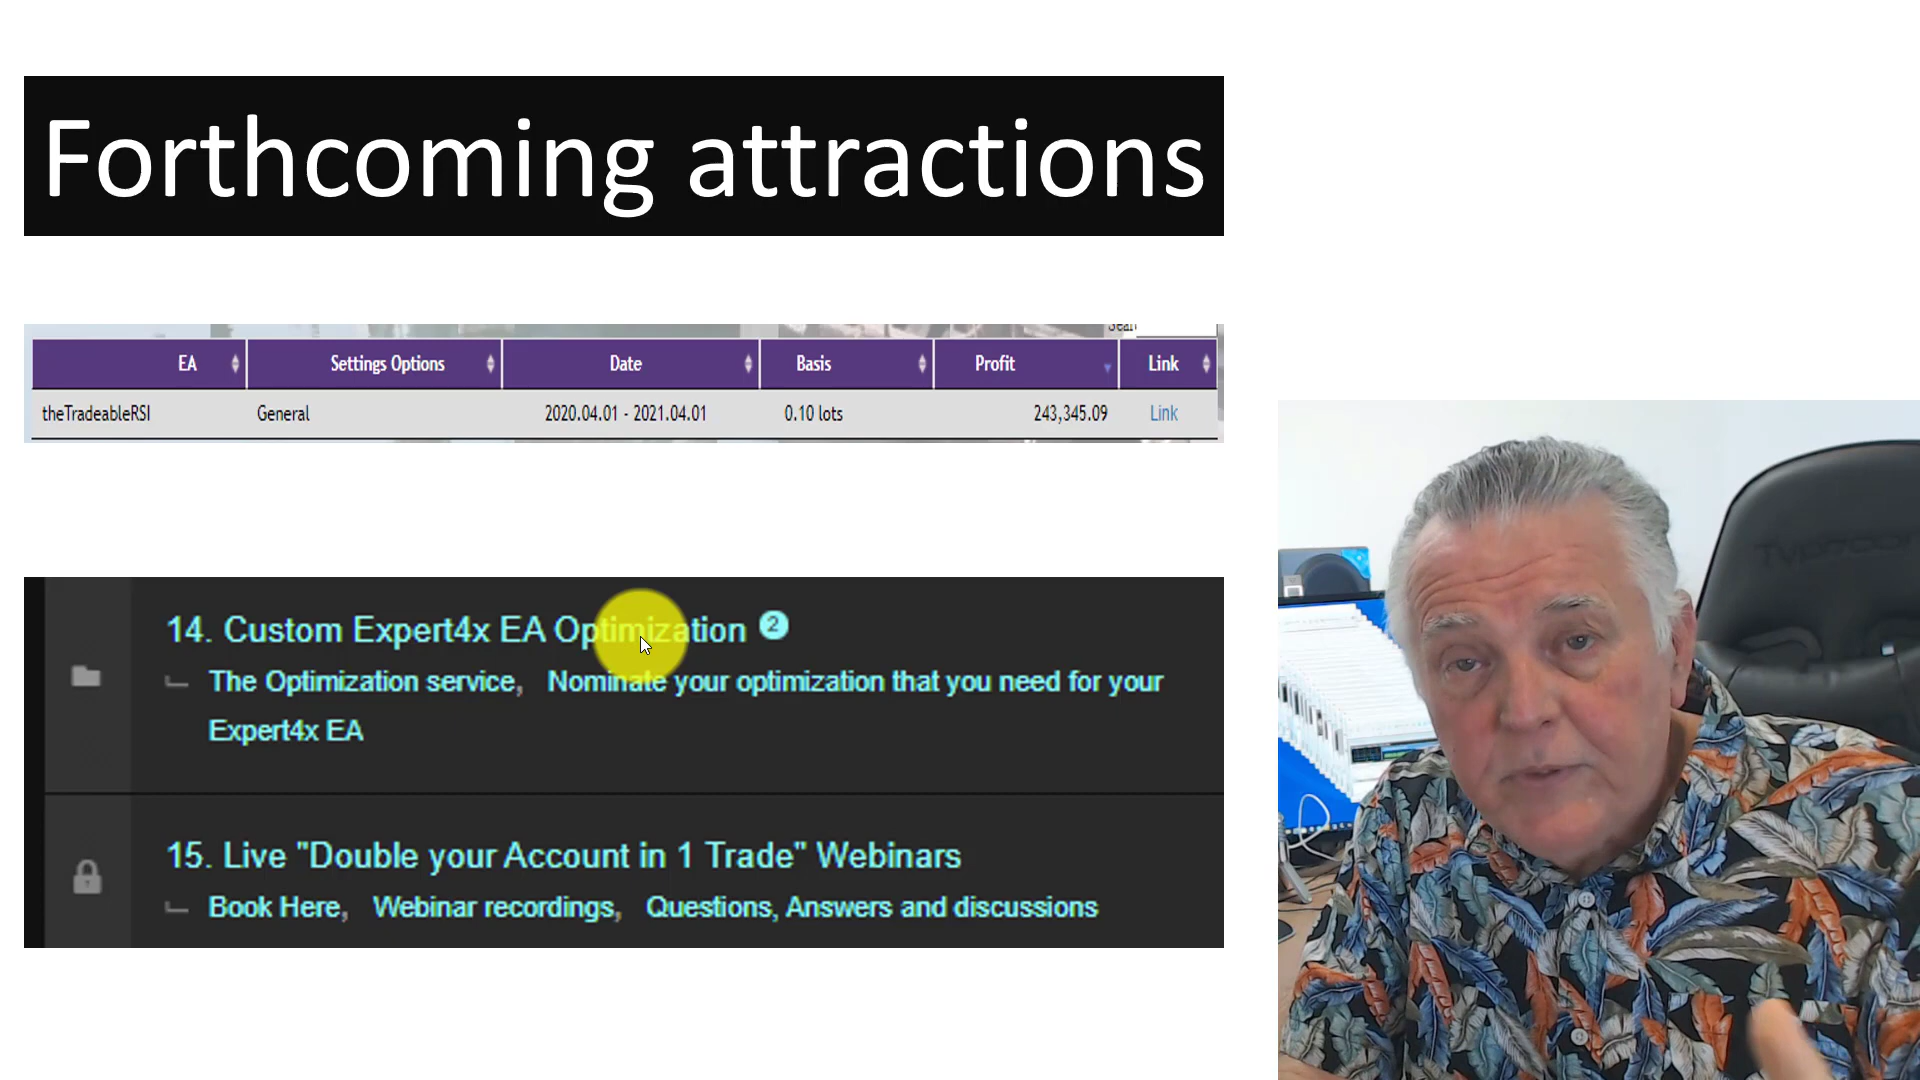 Forthcoming attractions
EA Settings Options Date Basis Profit Link
theTradeableRSI General 2020.04.01 - 2021.04.01 0.10 lots 243,345.09 Link
14. Custom Expert4x EA Optimization 2
The Optimization service, Nominate your optimization that you need for your
Expert4x EA
15. Live "Double your Account in 1 Trade" Webinars
Book Here, Webinar recordings, Questions, Answers and discussions